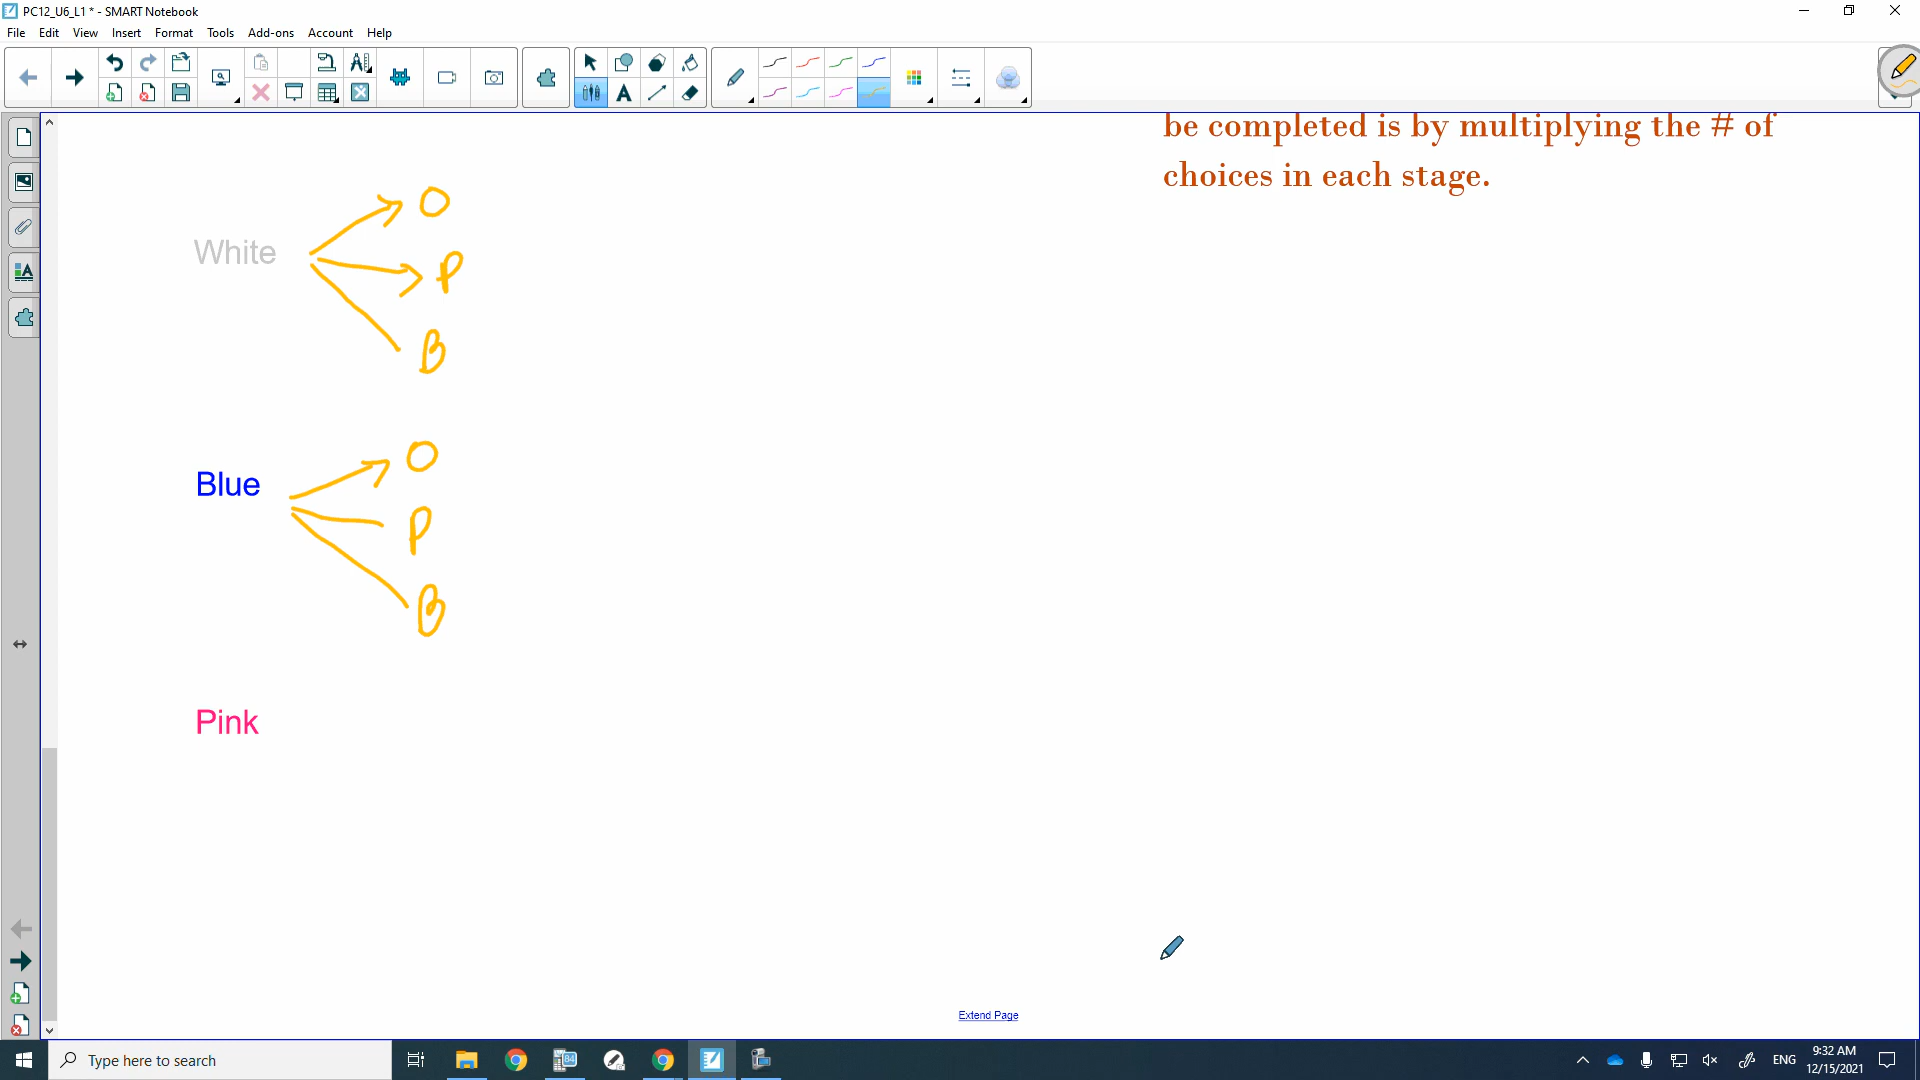 PC12_U6_L1 * - SMART Notebook
File Edit View Insert Format Tools Add-ons Account Help
be completed is by multiplying the # of
choices in each stage.
O
White
P
B
O
Blue
P
B
Pink
Extend Page
Type here to search
84
ENG
9:32 AM
12/15/2021